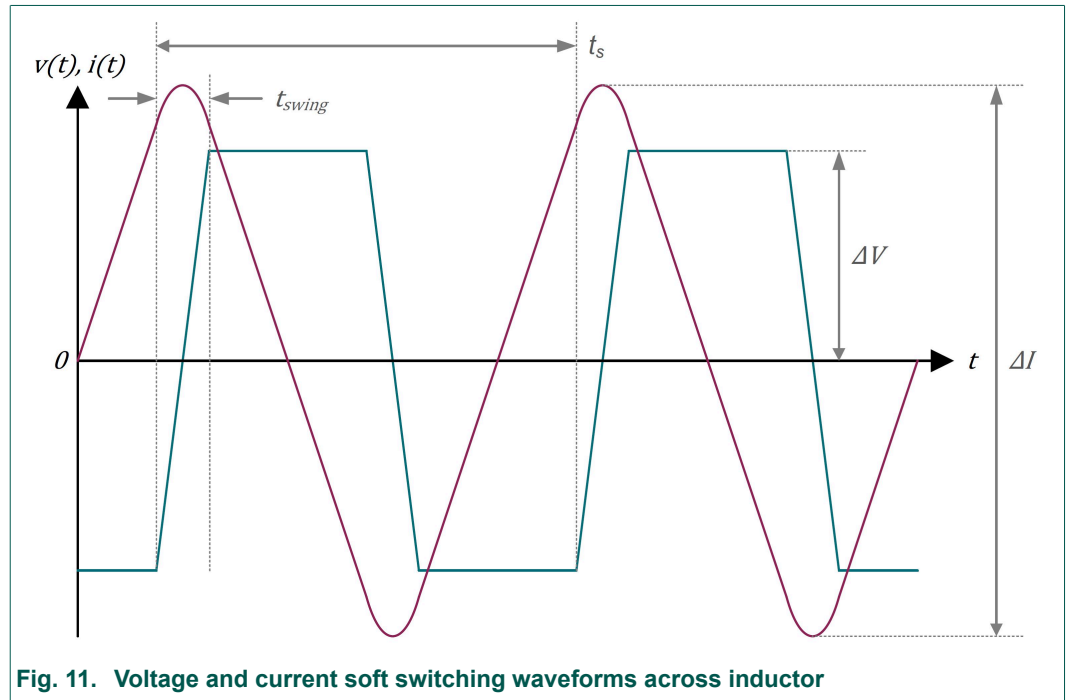 t_s
v(t), i(t)
t_swing
ΔV
0
t
ΔI
Fig. 11. Voltage and current soft switching waveforms across inductor